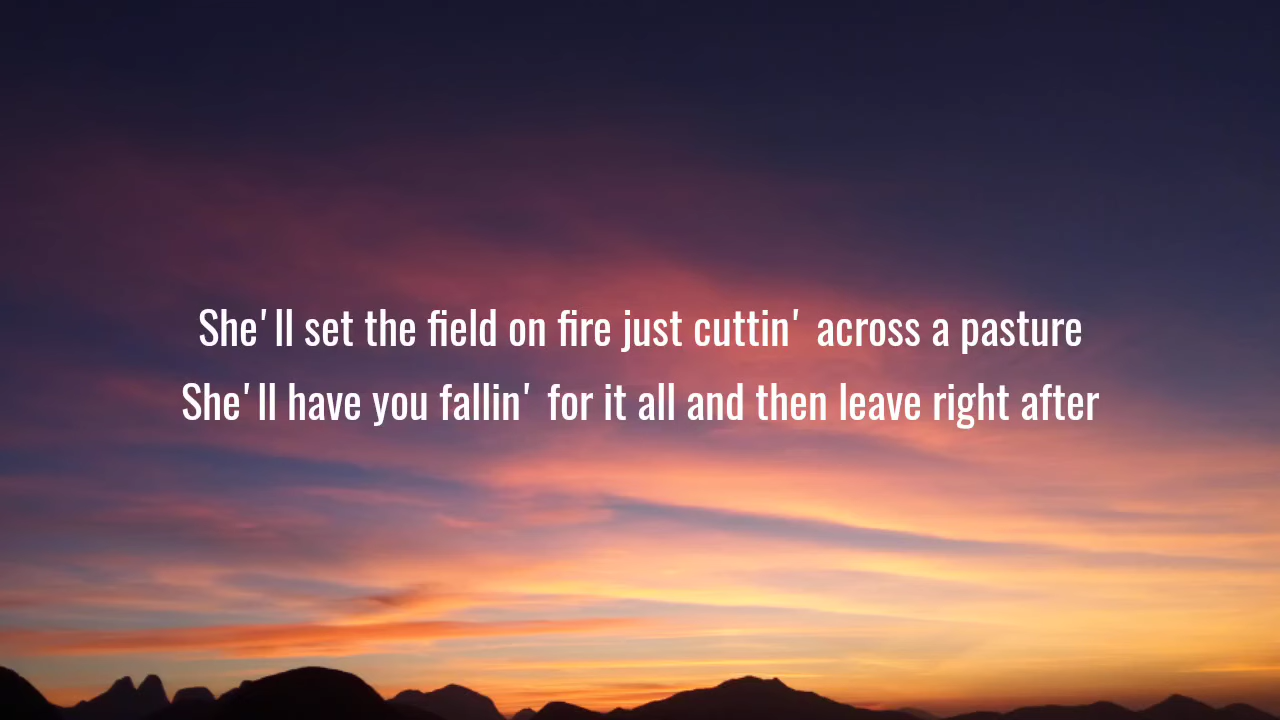 She'll set the field on fire just cuttin' across a pasture
She'll have you fallin' for it all and then leave right after